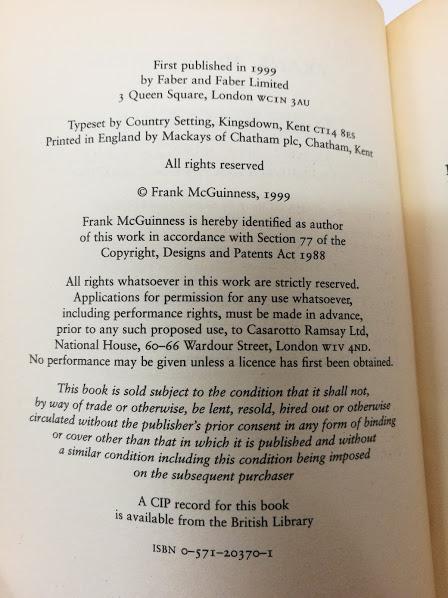 First published in 1999
by Faber and Faber Limited
3 Queen Square, London WC1N 3AU
Typeset by Country Setting, Kingsdown, Kent CT14 8ES
Printed in England by Mackays of Chatham plc, Chatham, Kent
All rights reserved
© Frank McGuinness, 1999
Frank McGuinness is hereby identified as author
of this work in accordance with Section 77 of the
Copyright, Designs and Patents Act 1988
All rights whatsoever in this work are strictly reserved.
Applications for permission for any use whatsoever,
including performance rights, must be made in advance,
prior to any such proposed use, to Casarotto Ramsay Ltd,
National House, 60–66 Wardour Street, London W1V 4ND.
No performance may be given unless a licence has first been obtained.
This book is sold subject to the condition that it shall not,
by way of trade or otherwise, be lent, resold, hired out or otherwise
circulated without the publisher's prior consent in any form of binding
or cover other than that in which it is published and without
a similar condition including this condition being imposed
on the subsequent purchaser
A CIP record for this book
is available from the British Library
ISBN 0–571–20370–1